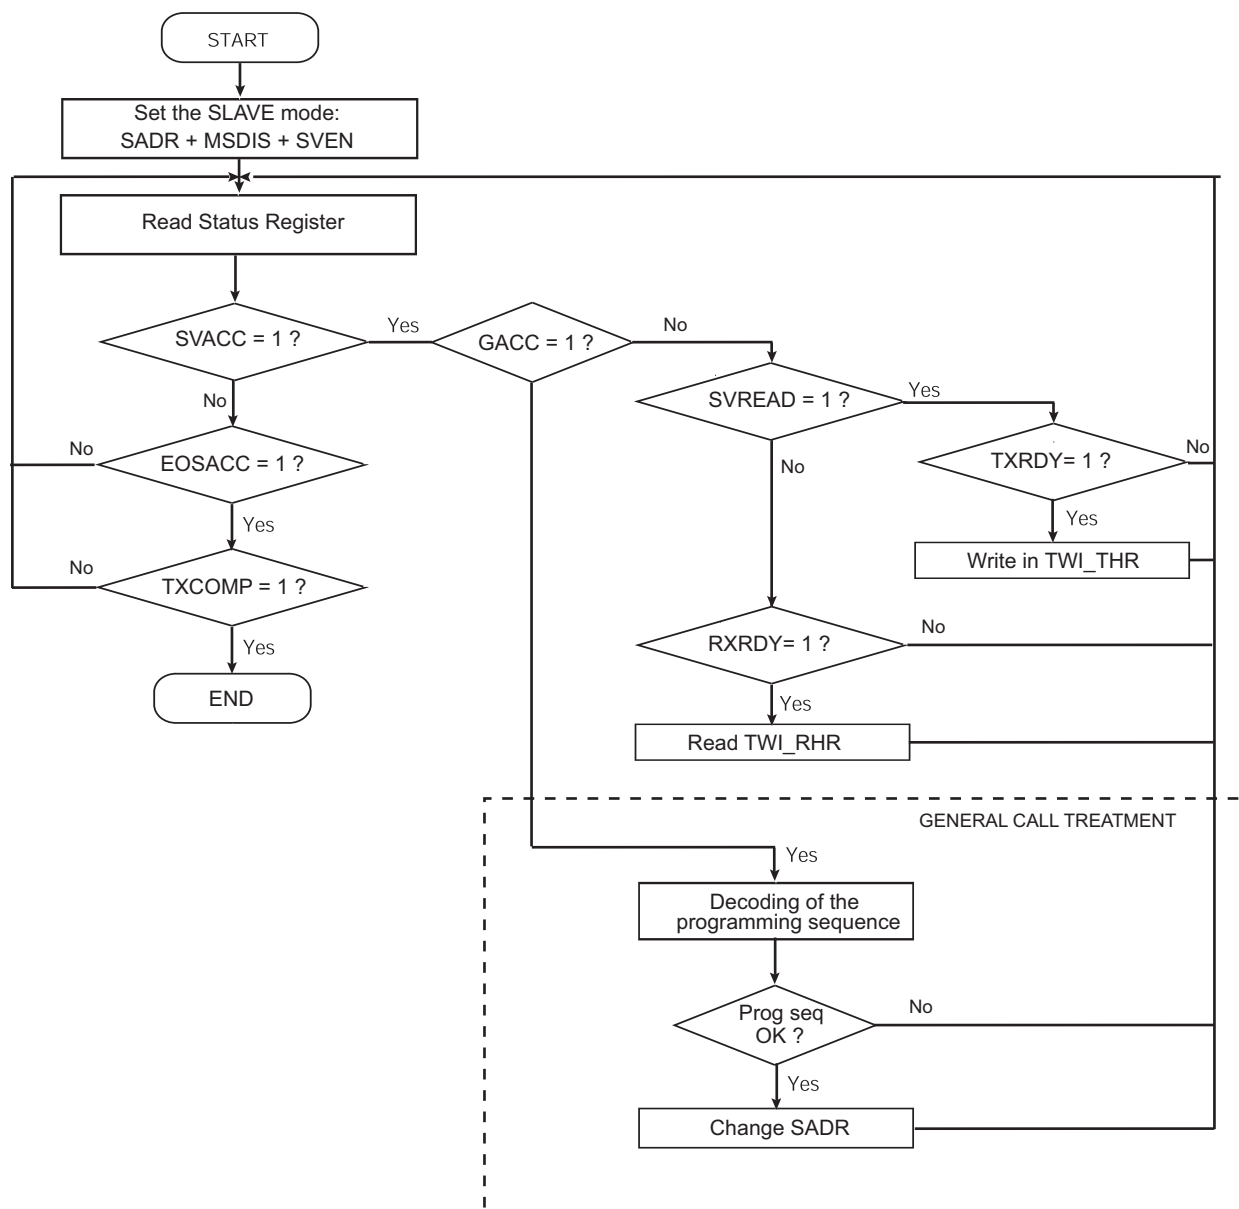 START
Set the SLAVE mode:
SADR + MSDIS + SVEN
Read Status Register
SVACC = 1 ?
Yes
GACC = 1 ?
No
SVREAD = 1 ?
Yes
No
EOSACC = 1 ?
No
TXRDY= 1 ?
No
No
Yes
Yes
Write in TWI_THR
TXCOMP = 1 ?
No
RXRDY= 1 ?
No
Yes
END
Yes
Read TWI_RHR
GENERAL CALL TREATMENT
Yes
Decoding of the
programming sequence
Prog seq
OK ?
No
Yes
Change SADR